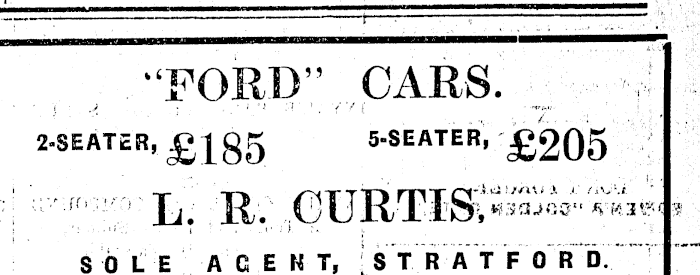 "FORD" CARS.
2-SEATER, £185 5-SEATER, £205
L. R. CURTIS,
SOLE AGENT, STRATFORD.